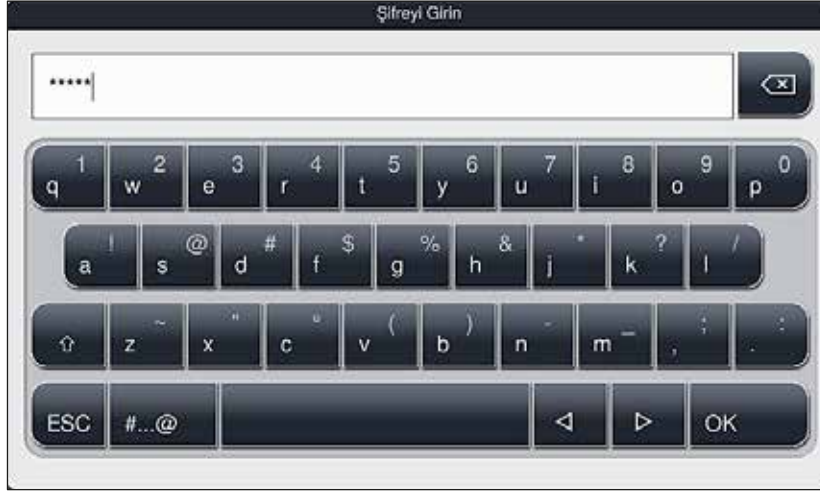 Şifreyi Girin
*****
1 2 3 4 5 6 7 8 9 0
q w e r t y u i o p
! @ # $ % & * ? /
a s d f g h j k l
~ " ( ) - _ ; :
z x c v b n m , .
ESC #...@ OK